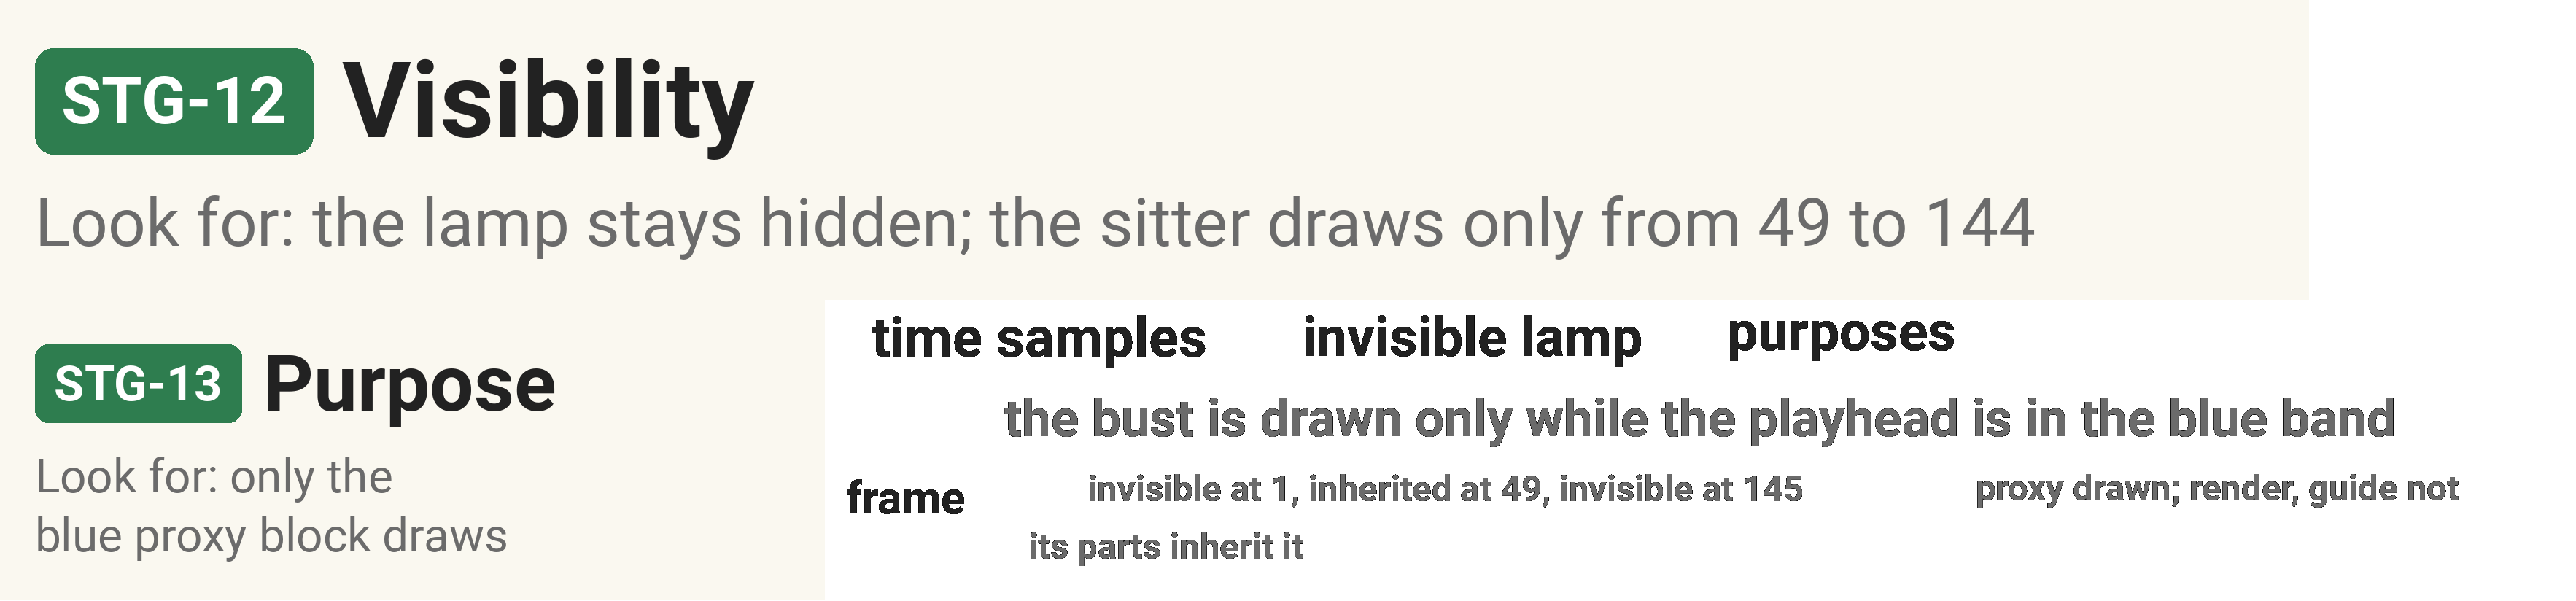 STG-12 Visibility
Look for: the lamp stays hidden; the sitter draws only from 49 to 144
STG-13 Purpose
Look for: only the
blue proxy block draws
time samples
invisible lamp
purposes
the bust is drawn only while the playhead is in the blue band
frame
invisible at 1, inherited at 49, invisible at 145
proxy drawn; render, guide not
its parts inherit it